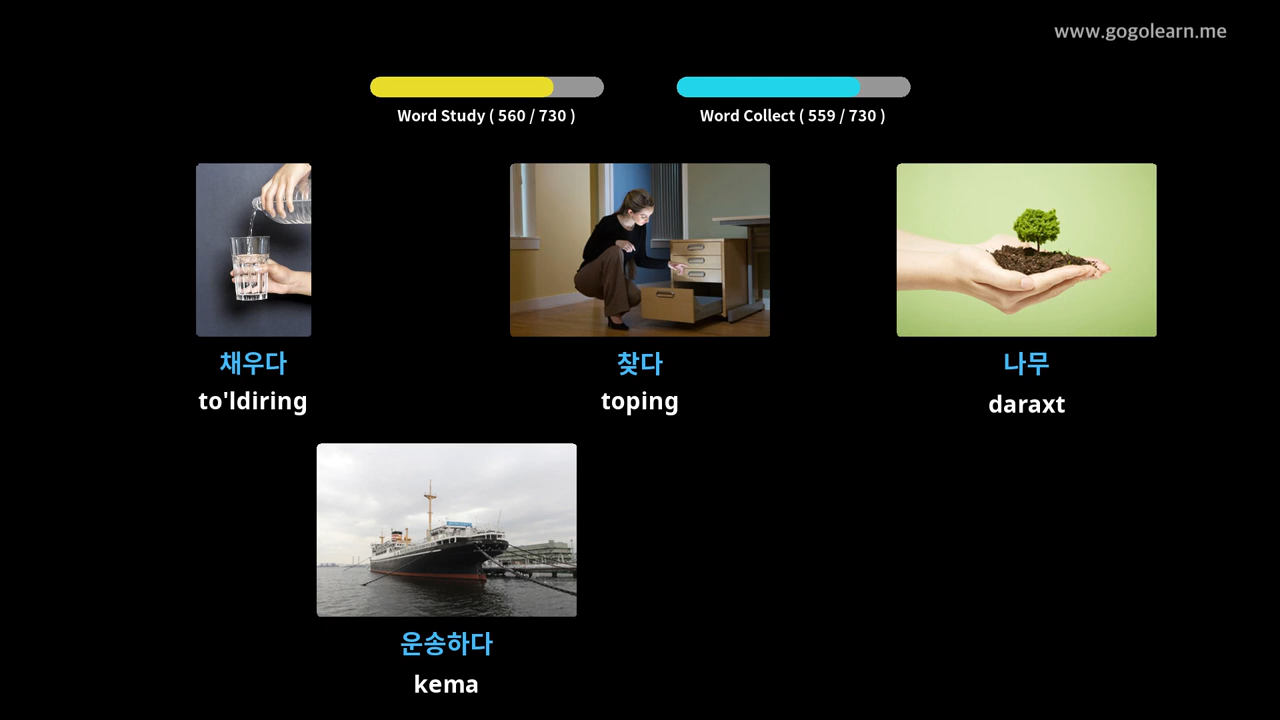 www.gogolearn.me
Word Study ( 560 / 730 )
Word Collect ( 559 / 730 )
채우다
to'ldiring
찾다
toping
나무
daraxt
운송하다
kema